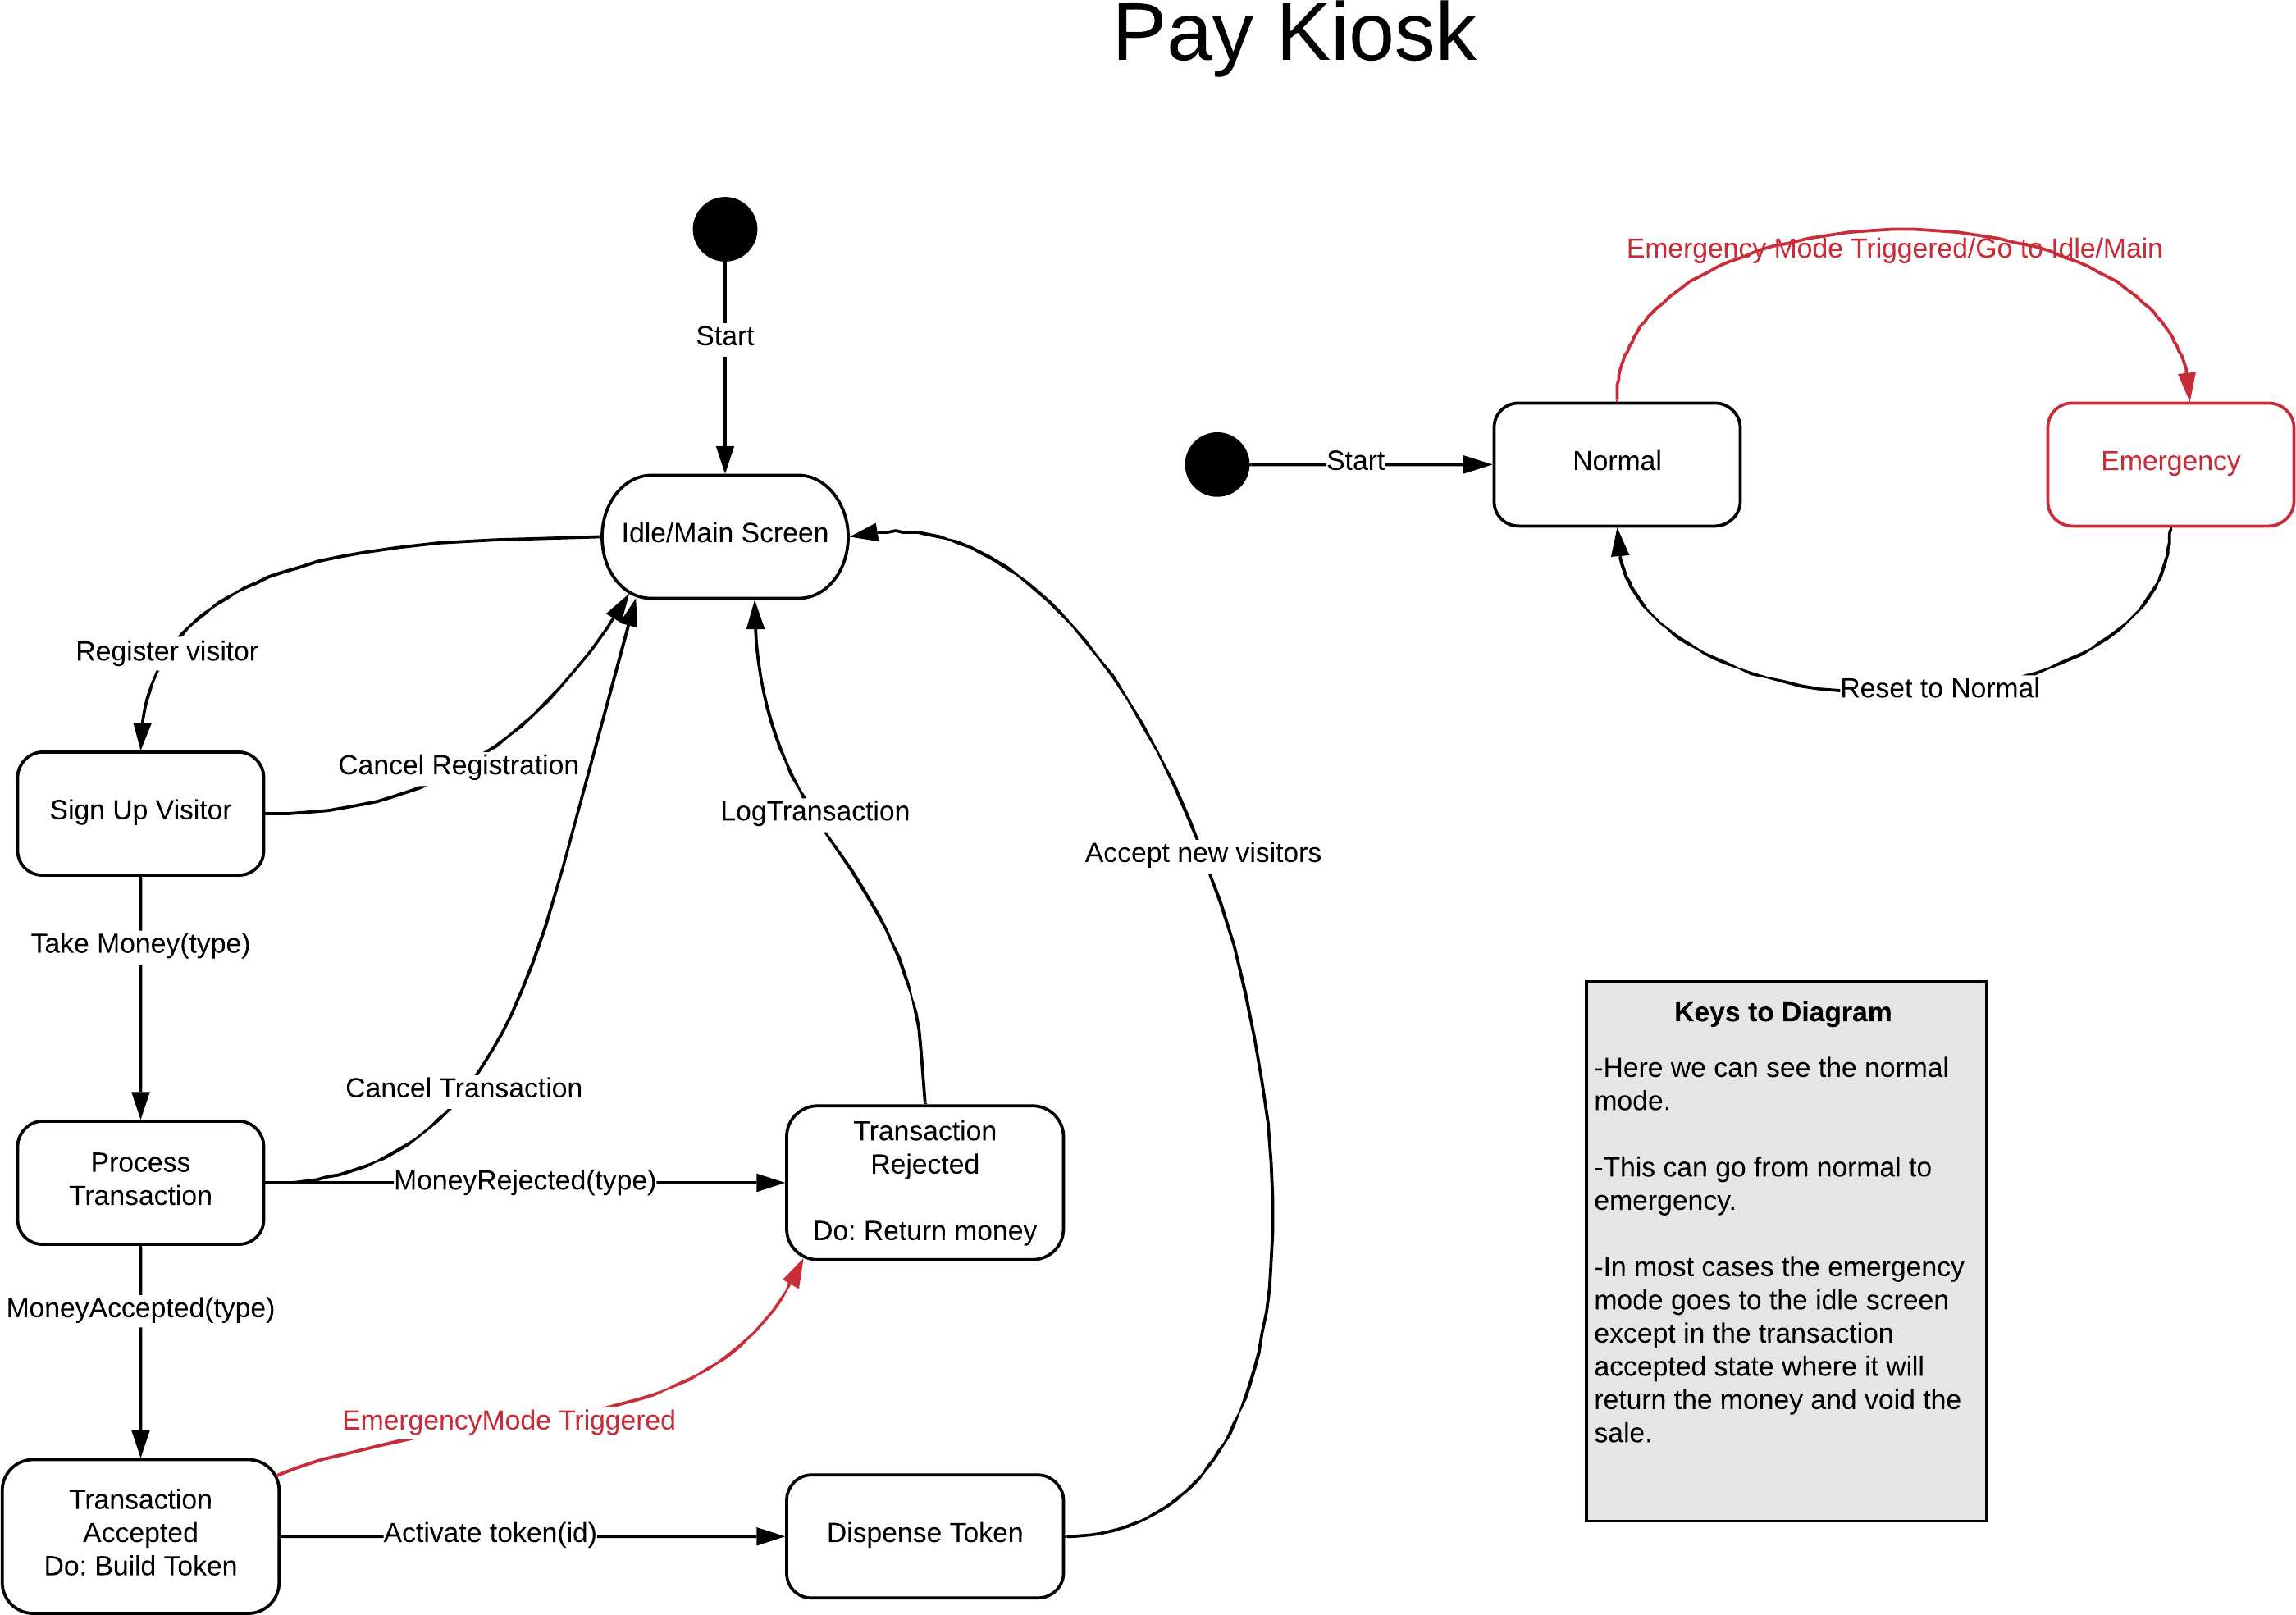 Pay Kiosk
Start
Emergency Mode Triggered/Go to Idle/Main
Start
Normal
Emergency
Idle/Main Screen
Register visitor
Reset to Normal
Cancel Registration
Sign Up Visitor
LogTransaction
Accept new visitors
Take Money(type)
Keys to Diagram
-Here we can see the normal
mode.
-This can go from normal to
emergency.
-In most cases the emergency
mode goes to the idle screen
except in the transaction
accepted state where it will
return the money and void the
sale.
Cancel Transaction
Process
Transaction
MoneyRejected(type)
Transaction
Rejected
Do: Return money
MoneyAccepted(type)
EmergencyMode Triggered
Transaction
Accepted
Do: Build Token
Activate token(id)
Dispense Token